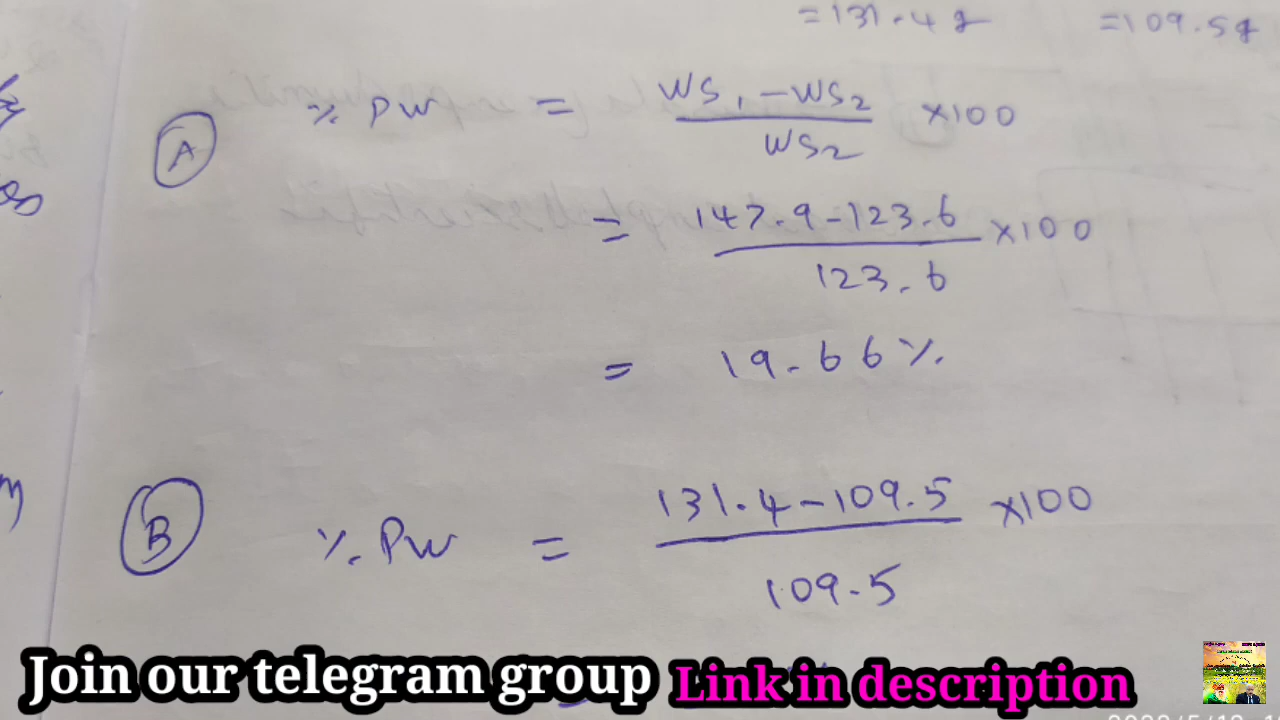 =131.4 g =109.5g
A % PW = WS₁-WS₂ ×100
WS₂
= 147.9-123.6 ×100
123.6
= 19.66%
B %.PW = 131.4-109.5 ×100
109.5
Join our telegram group Link in description